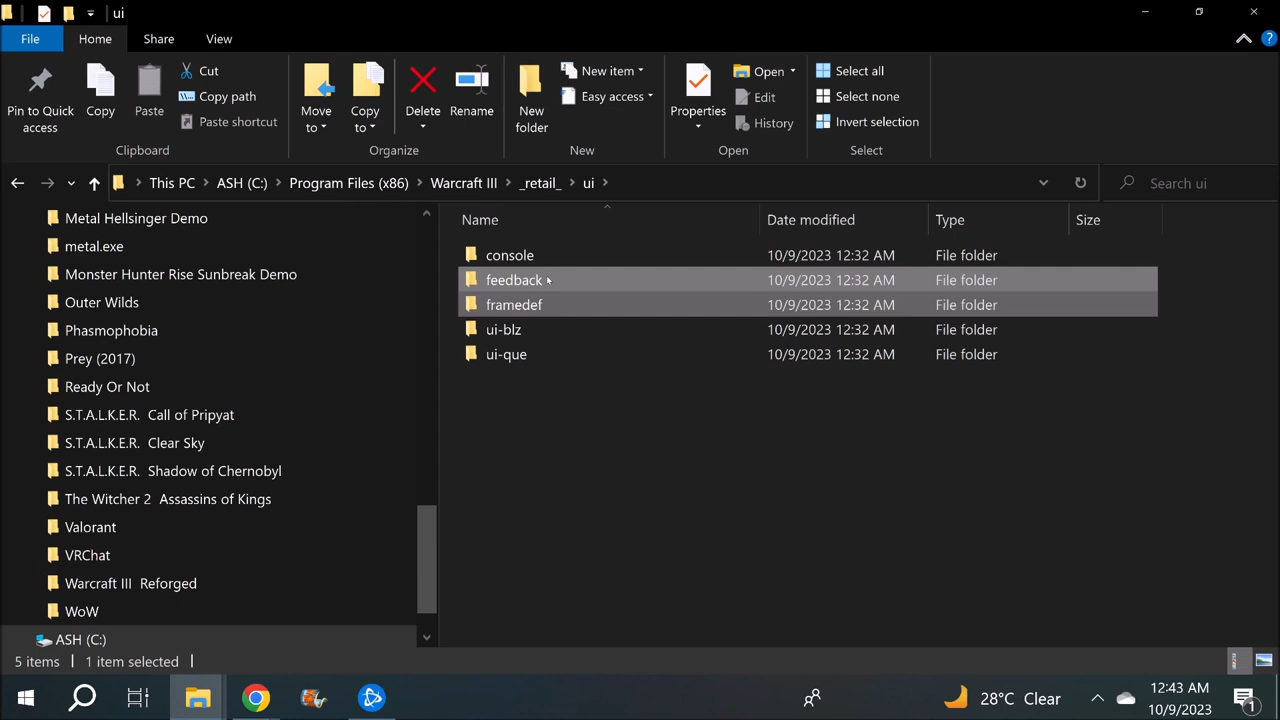 ui
File Home Share View
Pin to Quick access
Copy
Paste
Cut
Copy path
Paste shortcut
Clipboard
Move to
Copy to
Delete
Rename
Organize
New folder
New item
Easy access
New
Properties
Open
Edit
History
Open
Select all
Select none
Invert selection
Select
This PC > ASH (C:) > Program Files (x86) > Warcraft III > _retail_ > ui >
Search ui
Metal Hellsinger Demo
metal.exe
Monster Hunter Rise Sunbreak Demo
Outer Wilds
Phasmophobia
Prey (2017)
Ready Or Not
S.T.A.L.K.E.R. Call of Pripyat
S.T.A.L.K.E.R. Clear Sky
S.T.A.L.K.E.R. Shadow of Chernobyl
The Witcher 2 Assassins of Kings
Valorant
VRChat
Warcraft III Reforged
WoW
ASH (C:)
Name Date modified Type Size
console 10/9/2023 12:32 AM File folder
feedback 10/9/2023 12:32 AM File folder
framedef 10/9/2023 12:32 AM File folder
ui-blz 10/9/2023 12:32 AM File folder
ui-que 10/9/2023 12:32 AM File folder
5 items 1 item selected
28°C Clear
12:43 AM
10/9/2023
1